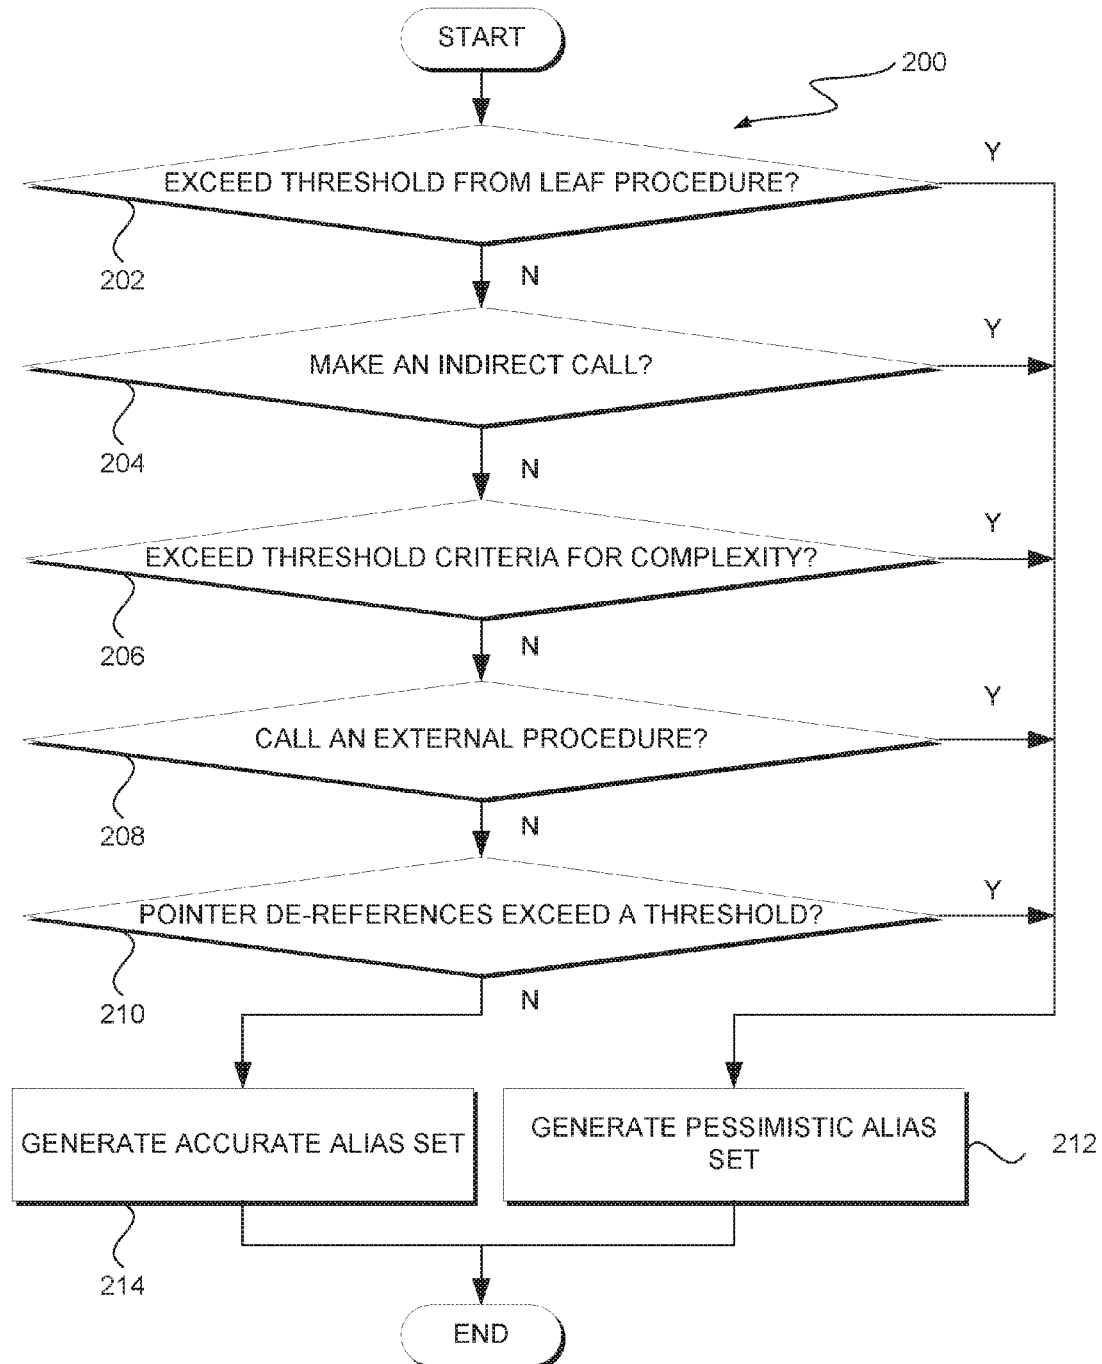 START
200
Y
EXCEED THRESHOLD FROM LEAF PROCEDURE?
202
N
Y
MAKE AN INDIRECT CALL?
204
N
Y
EXCEED THRESHOLD CRITERIA FOR COMPLEXITY?
206
N
Y
CALL AN EXTERNAL PROCEDURE?
208
N
Y
POINTER DE-REFERENCES EXCEED A THRESHOLD?
210
N
GENERATE ACCURATE ALIAS SET
214
GENERATE PESSIMISTIC ALIAS
SET
212
END